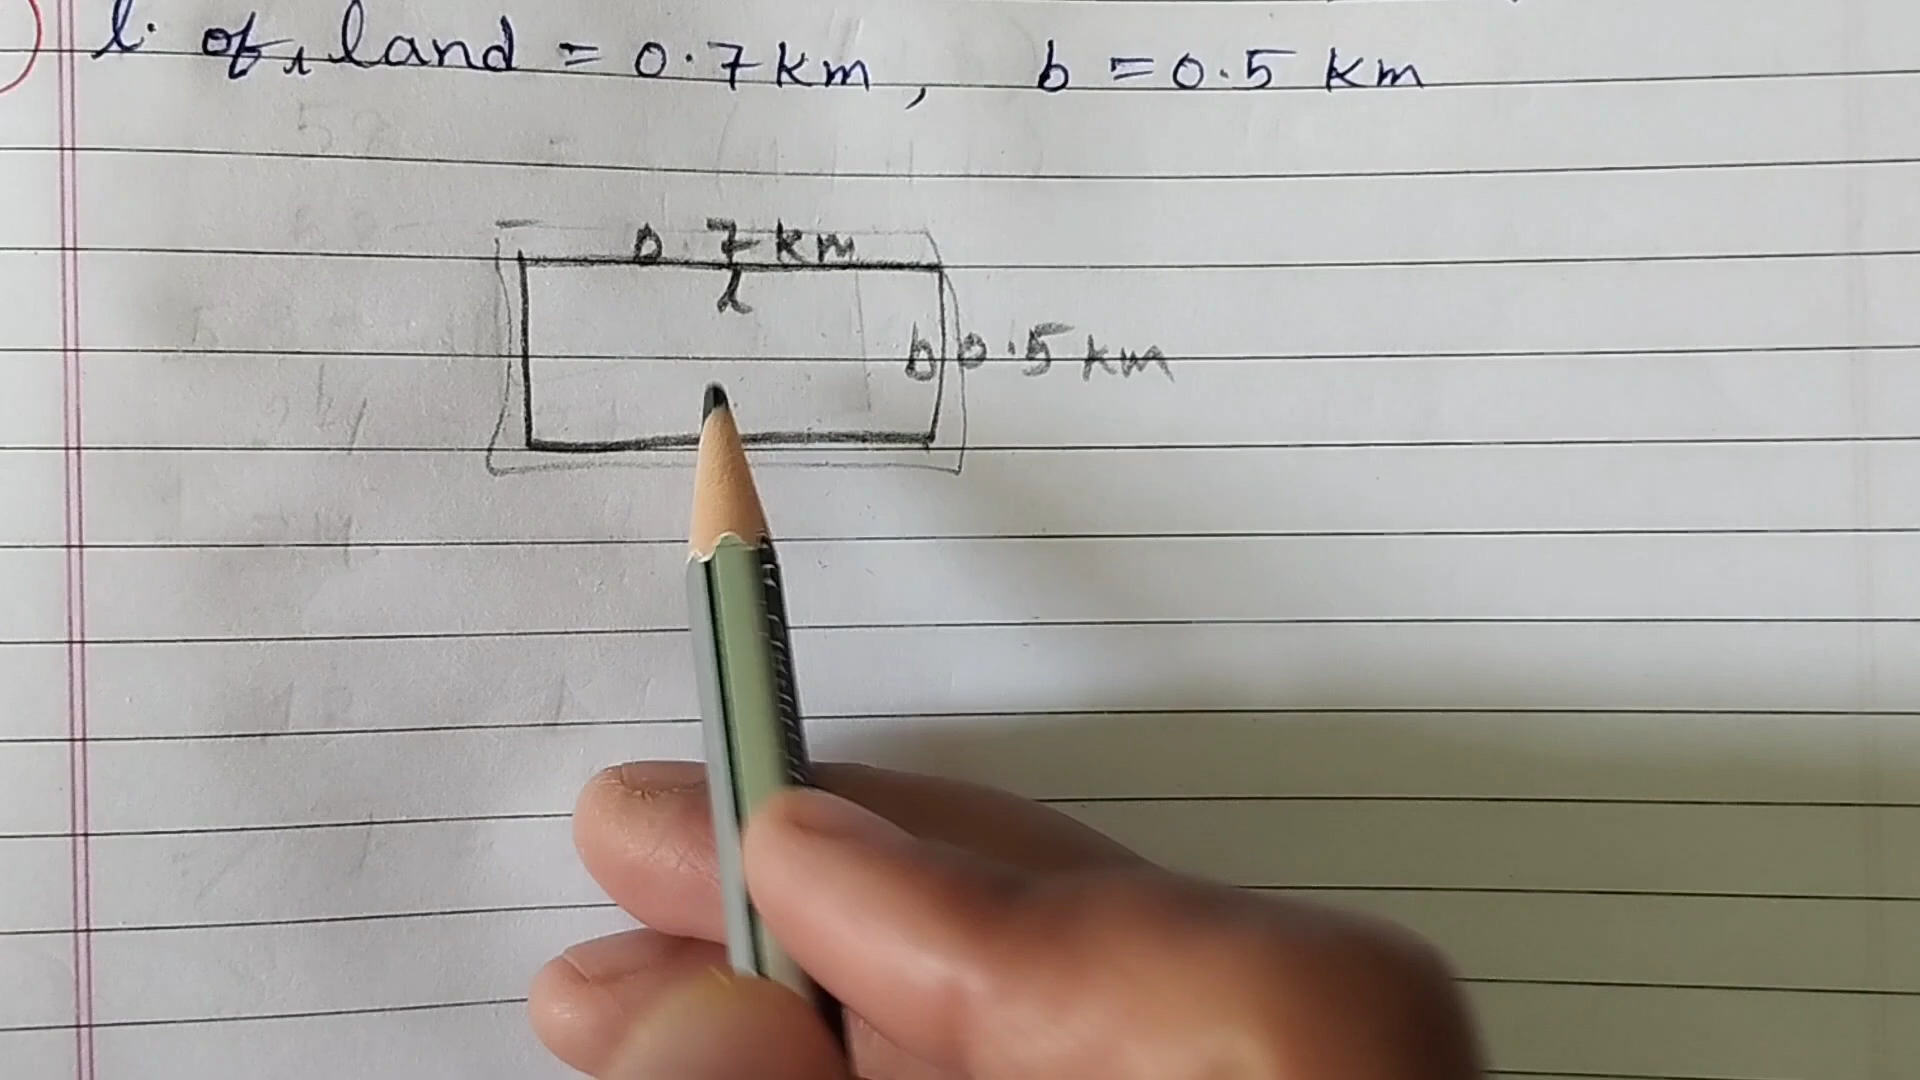 l. of land = 0.7 km, b = 0.5 km
0.7 km
l
b 0.5 km